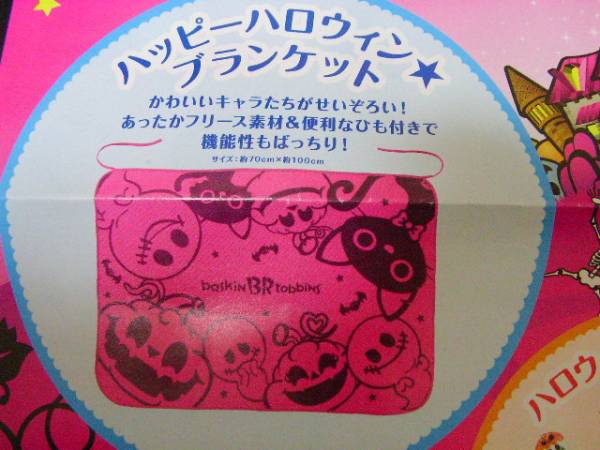 ハッピーハロウィン
ブランケット★
かわいいキャラたちがせいぞろい！
あったかフリース素材＆便利なひも付きで
機能性もばっちり！
サイズ：約70cm×約100cm
baskin BR robbins
ハロウ